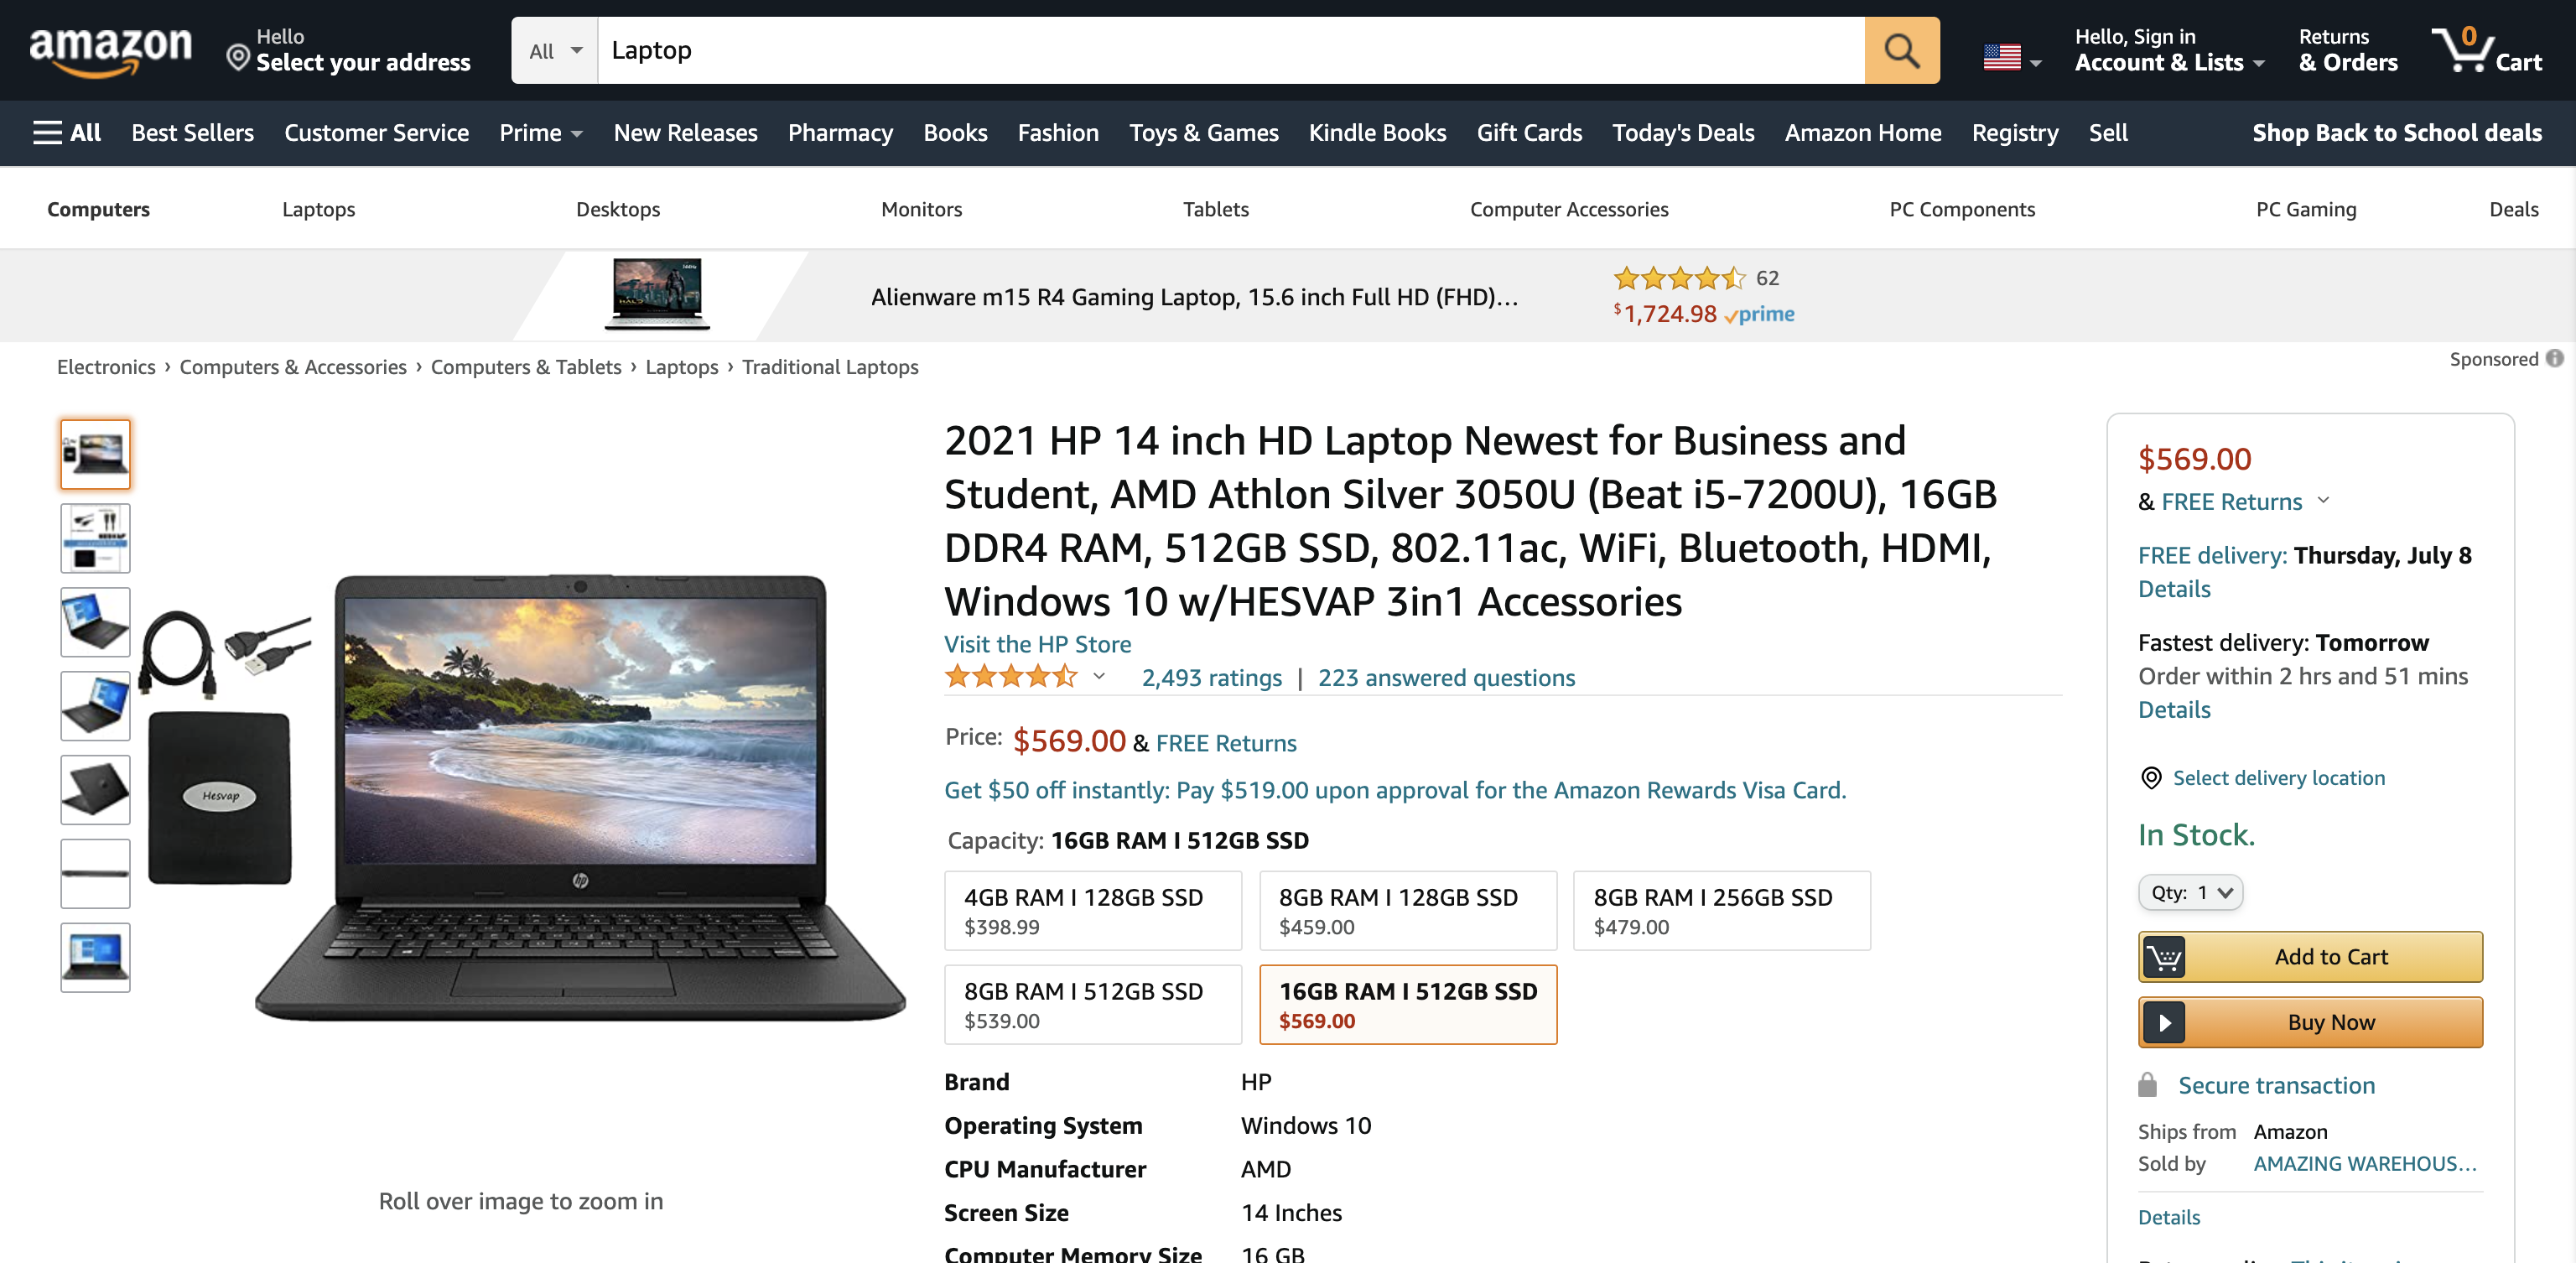 amazon
Hello
Select your address
All
Laptop
Hello, Sign in
Account & Lists
Returns
& Orders
0
Cart
All
Best Sellers
Customer Service
Prime
New Releases
Pharmacy
Books
Fashion
Toys & Games
Kindle Books
Gift Cards
Today's Deals
Amazon Home
Registry
Sell
Shop Back to School deals
Computers
Laptops
Desktops
Monitors
Tablets
Computer Accessories
PC Components
PC Gaming
Deals
Alienware m15 R4 Gaming Laptop, 15.6 inch Full HD (FHD)...
62
$1,724.98 prime
Sponsored
Electronics › Computers & Accessories › Computers & Tablets › Laptops › Traditional Laptops
Hesvap
hp
Roll over image to zoom in
2021 HP 14 inch HD Laptop Newest for Business and
Student, AMD Athlon Silver 3050U (Beat i5-7200U), 16GB
DDR4 RAM, 512GB SSD, 802.11ac, WiFi, Bluetooth, HDMI,
Windows 10 w/HESVAP 3in1 Accessories
Visit the HP Store
2,493 ratings | 223 answered questions
Price: $569.00 & FREE Returns
Get $50 off instantly: Pay $519.00 upon approval for the Amazon Rewards Visa Card.
Capacity: 16GB RAM I 512GB SSD
4GB RAM I 128GB SSD
$398.99
8GB RAM I 128GB SSD
$459.00
8GB RAM I 256GB SSD
$479.00
8GB RAM I 512GB SSD
$539.00
16GB RAM I 512GB SSD
$569.00
Brand HP
Operating System Windows 10
CPU Manufacturer AMD
Screen Size 14 Inches
Computer Memory Size 16 GB
$569.00
& FREE Returns
FREE delivery: Thursday, July 8
Details
Fastest delivery: Tomorrow
Order within 2 hrs and 51 mins
Details
Select delivery location
In Stock.
Qty: 1
Add to Cart
Buy Now
Secure transaction
Ships from Amazon
Sold by AMAZING WAREHOUS...
Details